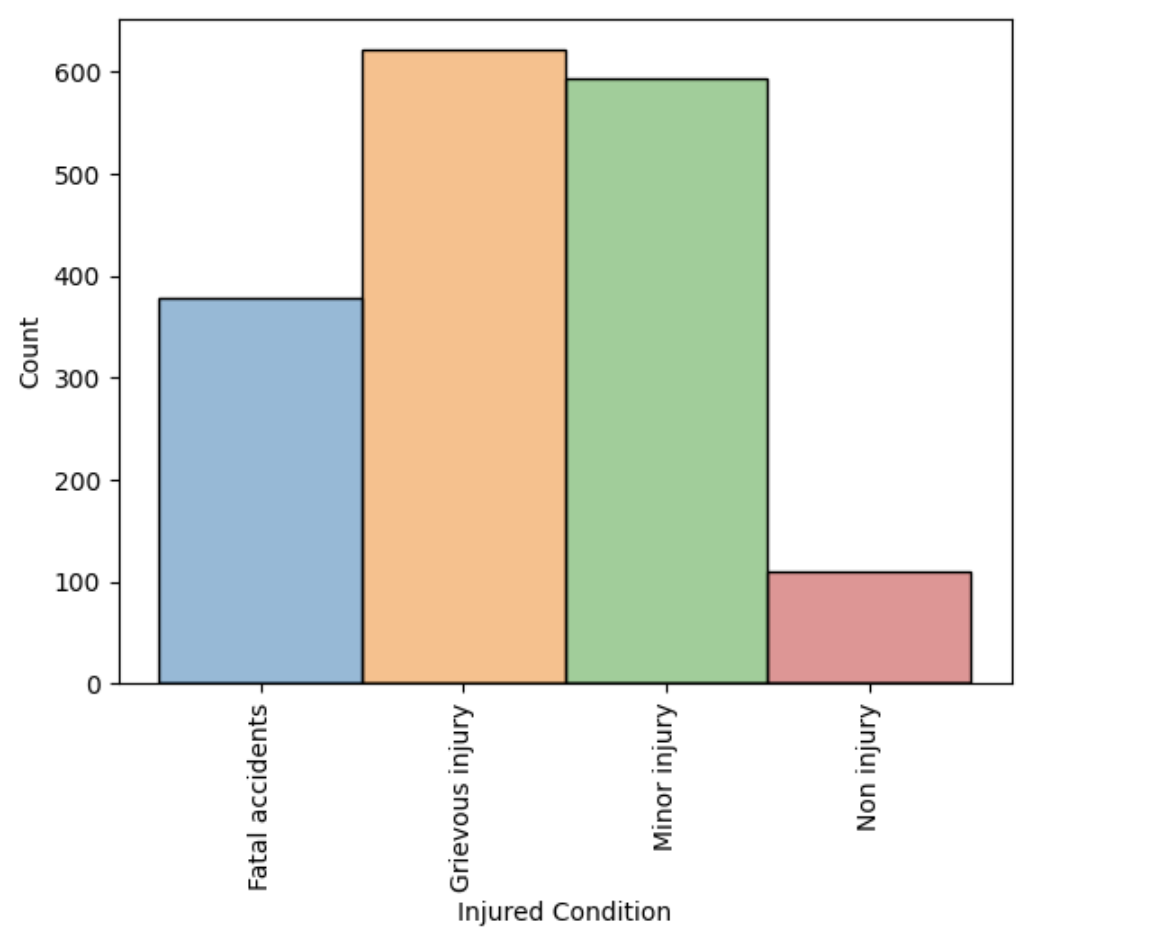 600
500
400
300
200
100
0
Count
Fatal accidents
Grievous injury
Minor injury
Non injury
Injured Condition